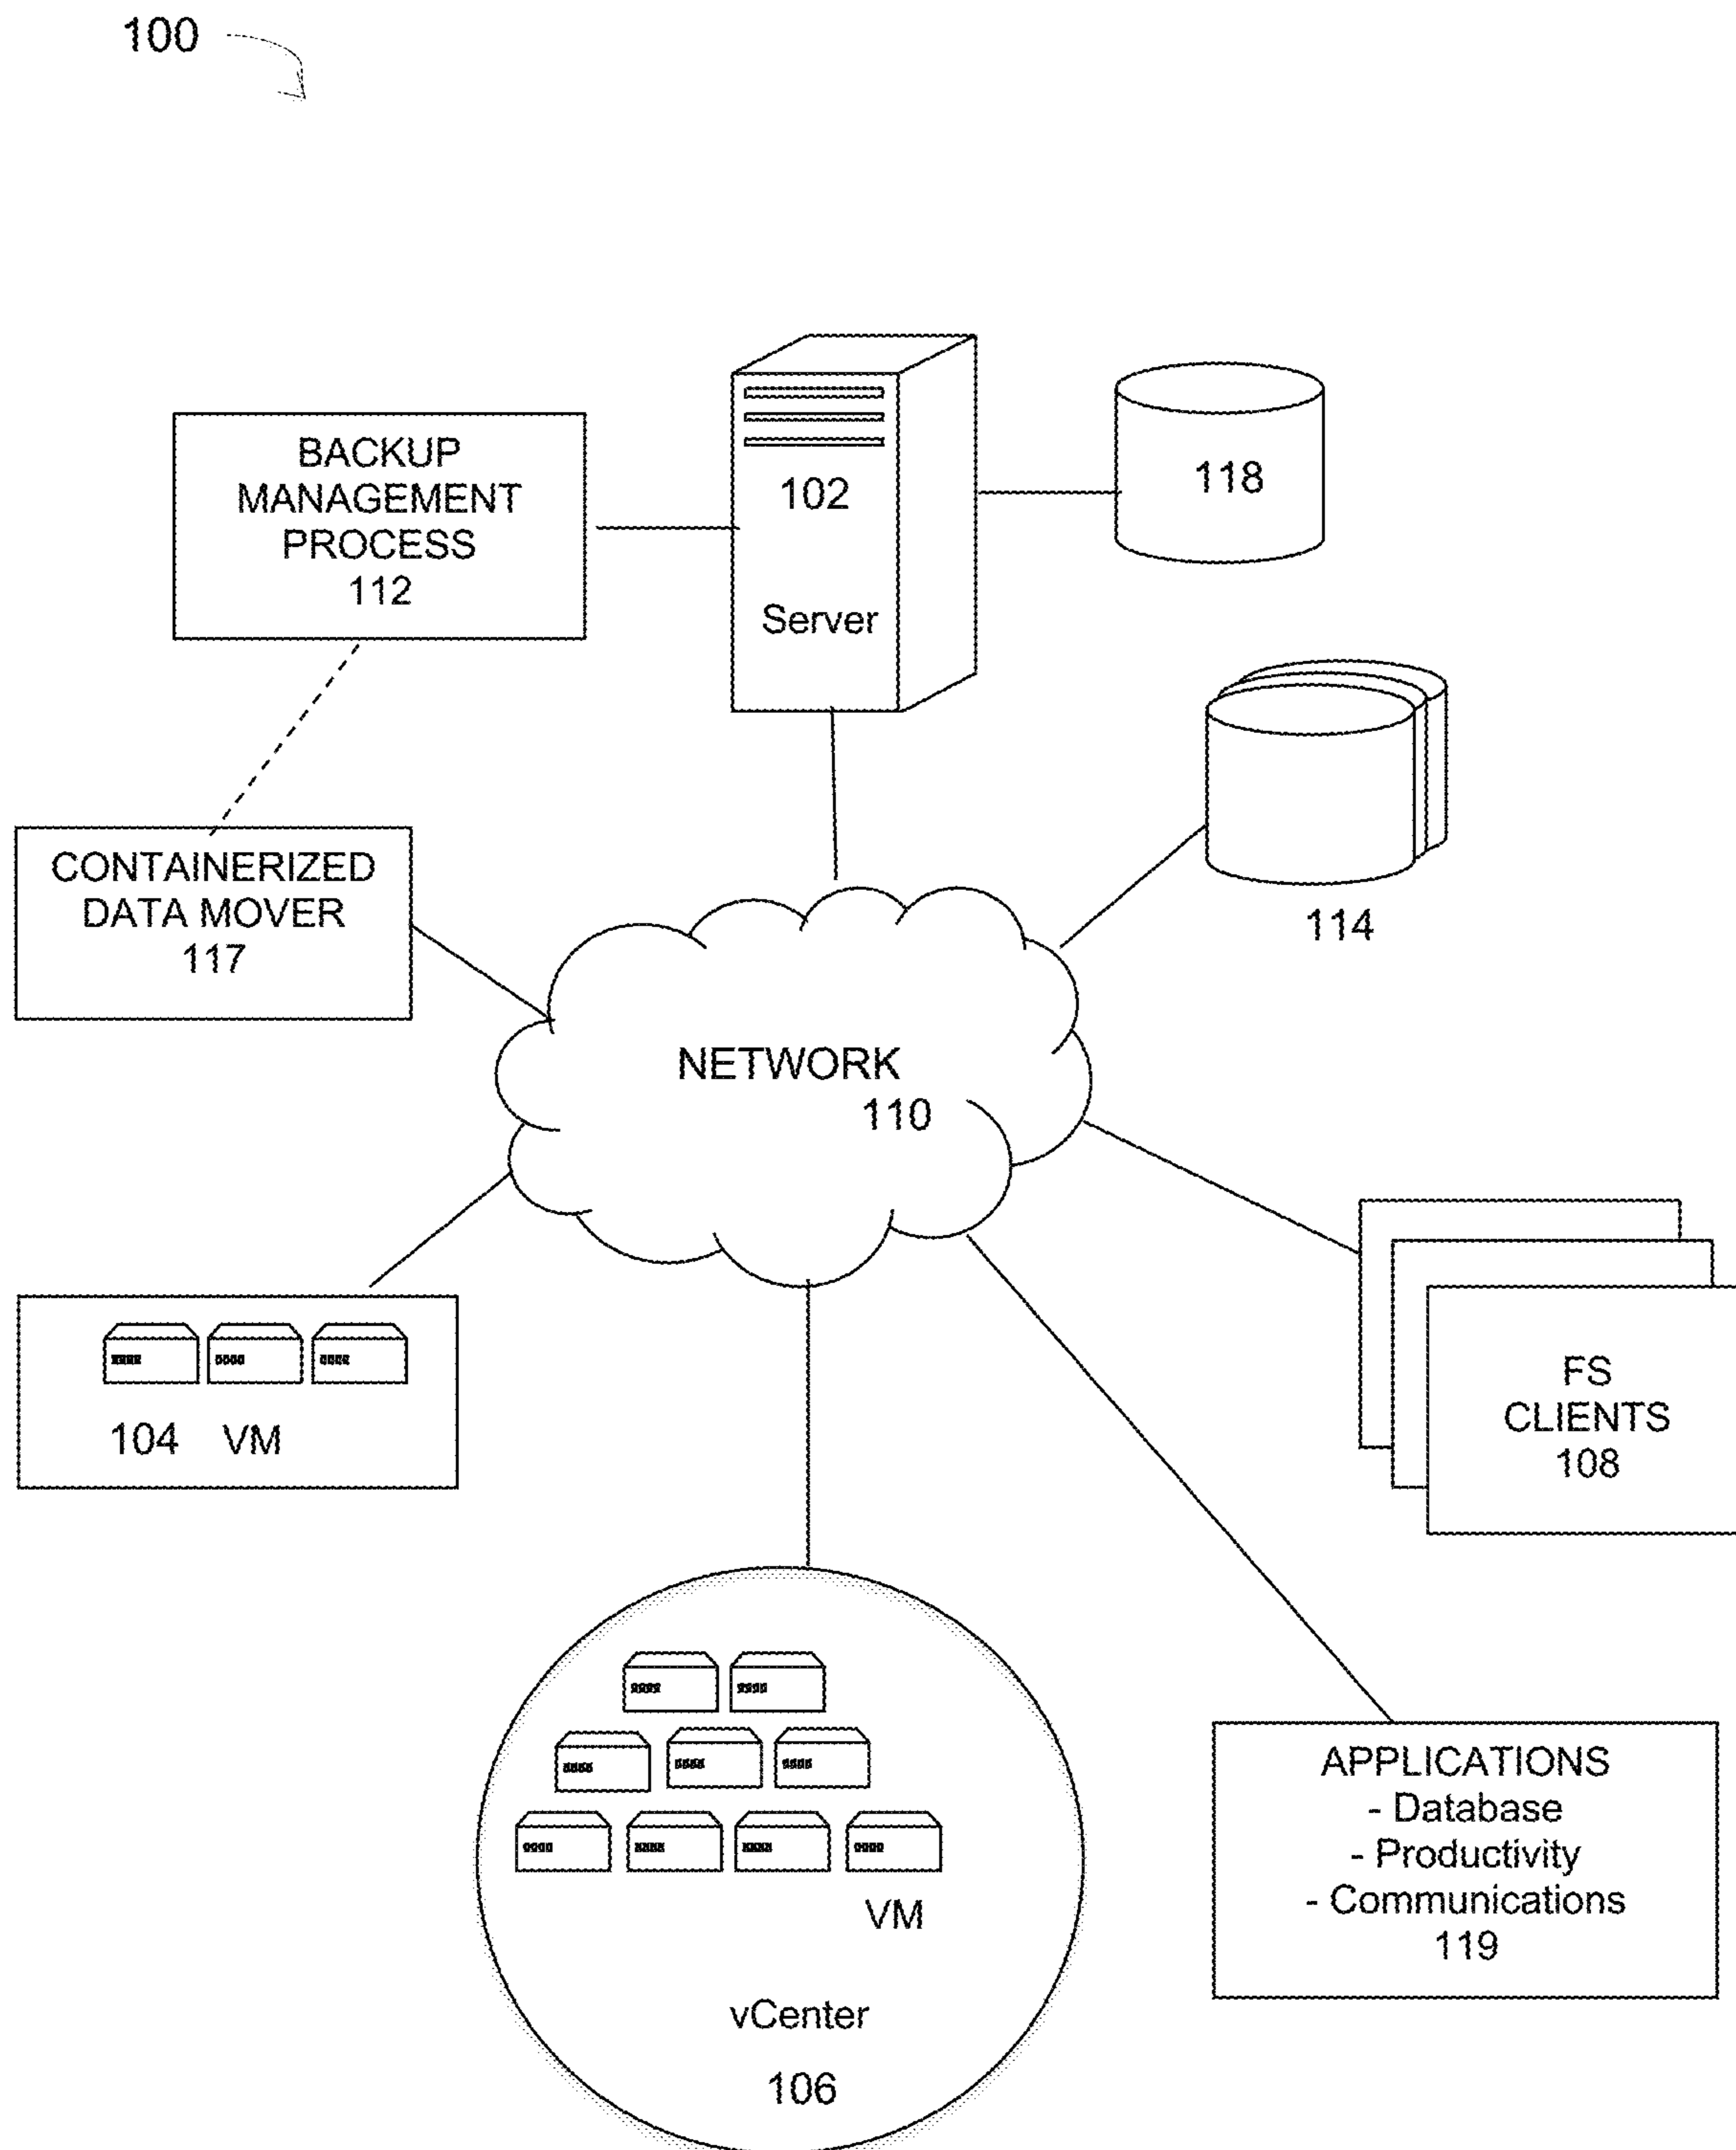 100
BACKUP
MANAGEMENT
PROCESS
112
102
Server
118
CONTAINERIZED
DATA MOVER
117
114
NETWORK
110
104 VM
FS
CLIENTS
108
VM
vCenter
106
APPLICATIONS
- Database
- Productivity
- Communications
119